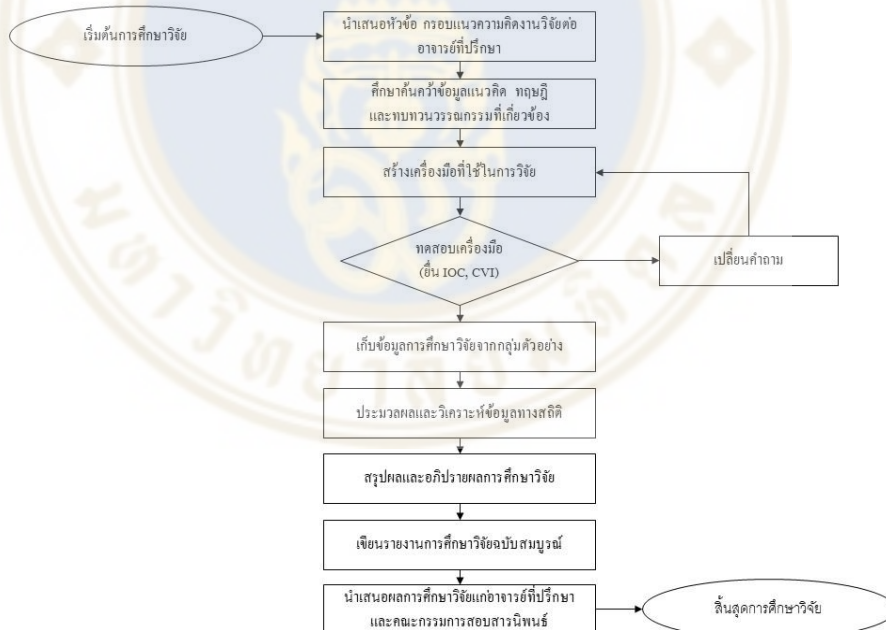 เริ่มต้นการศึกษาวิจัย
นำเสนอหัวข้อ กรอบแนวความคิดงานวิจัยต่อ
อาจารย์ที่ปรึกษา
ศึกษาค้นคว้าข้อมูลแนวคิด ทฤษฎี
และทบทวนวรรณกรรมที่เกี่ยวข้อง
สร้างเครื่องมือที่ใช้ในการวิจัย
ทดสอบเครื่องมือ
(ยื่น IOC, CVI)
เปลี่ยนคำถาม
เก็บข้อมูลการศึกษาวิจัยจากกลุ่มตัวอย่าง
ประมวลผลและวิเคราะห์ข้อมูลทางสถิติ
สรุปผลและอภิปรายผลการศึกษาวิจัย
เขียนรายงานการศึกษาวิจัยฉบับสมบูรณ์
นำเสนอผลการศึกษาวิจัยแก่อาจารย์ที่ปรึกษา
และคณะกรรมการสอบสารนิพนธ์
สิ้นสุดการศึกษาวิจัย
มหาวิทยาลัยมหิดล